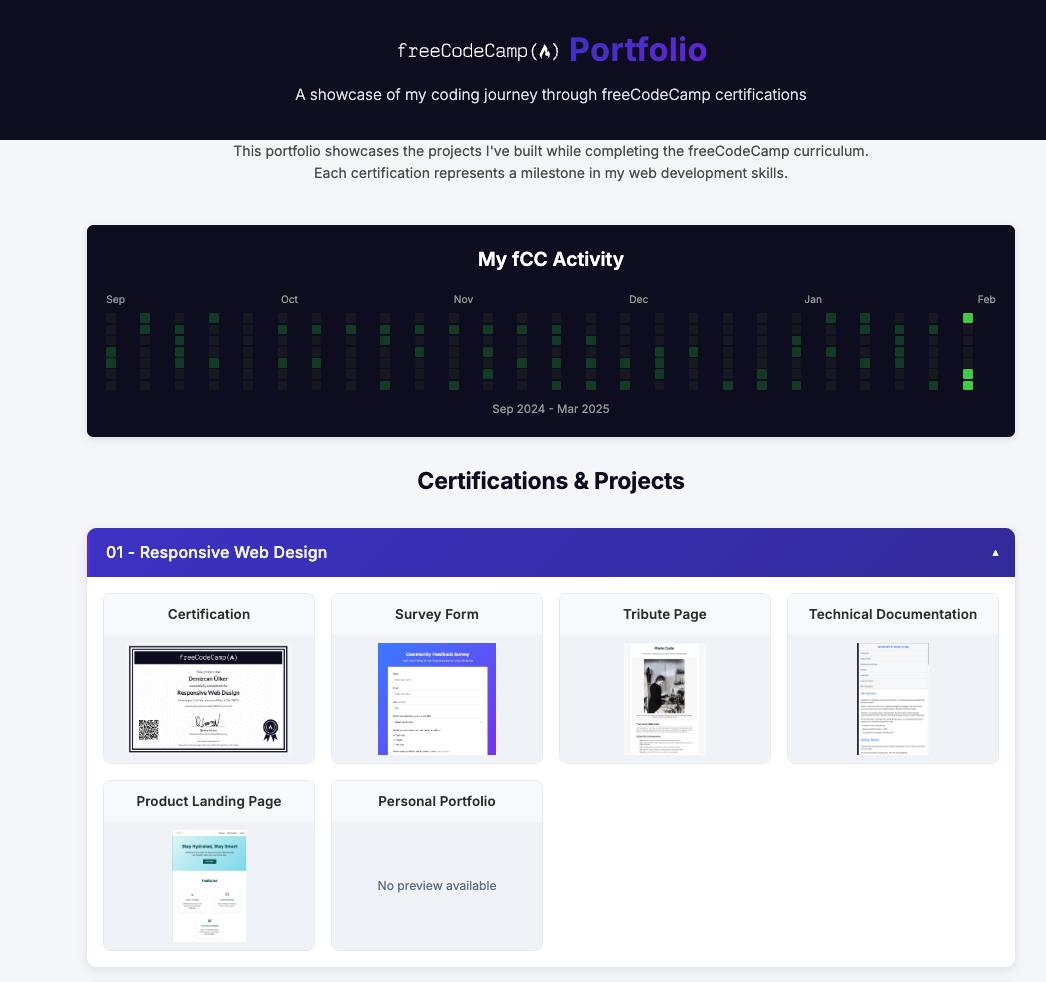 freeCodeCamp(🔥) Portfolio
A showcase of my coding journey through freeCodeCamp certifications
This portfolio showcases the projects I've built while completing the freeCodeCamp curriculum.
Each certification represents a milestone in my web development skills.
My fCC Activity
Sep Oct Nov Dec Jan Feb
Sep 2024 - Mar 2025
Certifications & Projects
01 - Responsive Web Design ▲
Certification
freeCodeCamp(🔥)
Denizcan Ülker
Responsive Web Design
Survey Form
Community Feedback Survey
Tribute Page
Marie Curie
Technical Documentation
Product Landing Page
Stay Hydrated, Stay Smart
Features
Personal Portfolio
No preview available